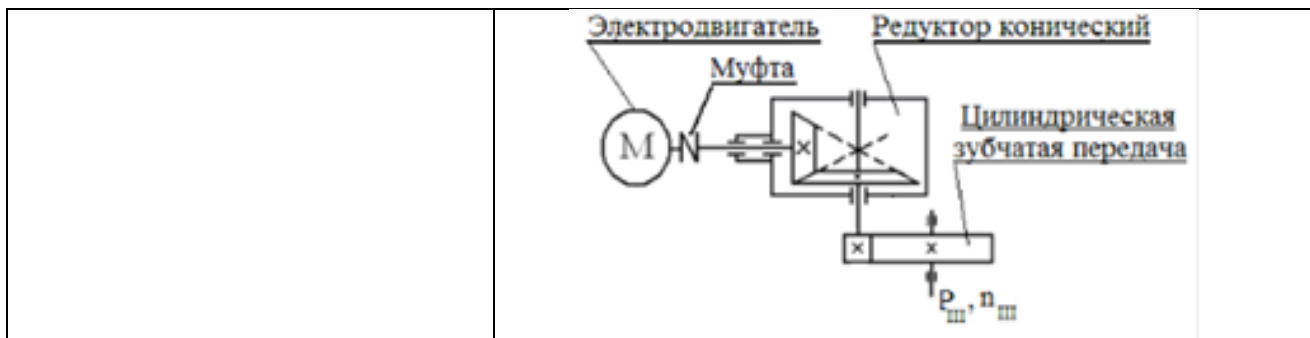 Электродвигатель
Редуктор конический
Муфта
Цилиндрическая
зубчатая передача
М
P_III, n_III